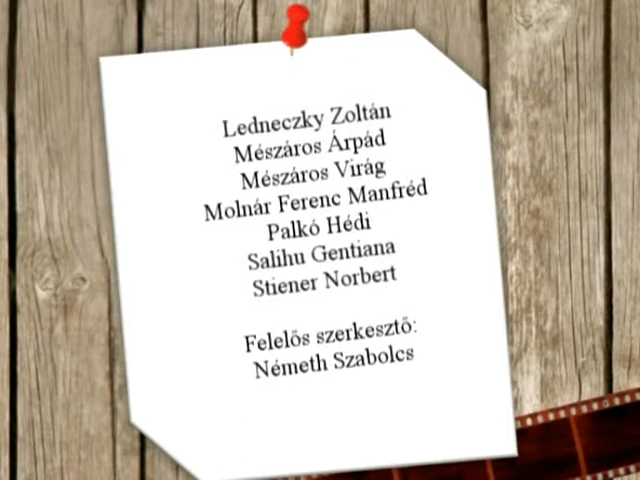 Ledneczky Zoltán
Mészáros Árpád
Mészáros Virág
Molnár Ferenc Manfréd
Palkó Hédi
Salihu Gentiana
Stiener Norbert
Felelős szerkesztő:
Németh Szabolcs